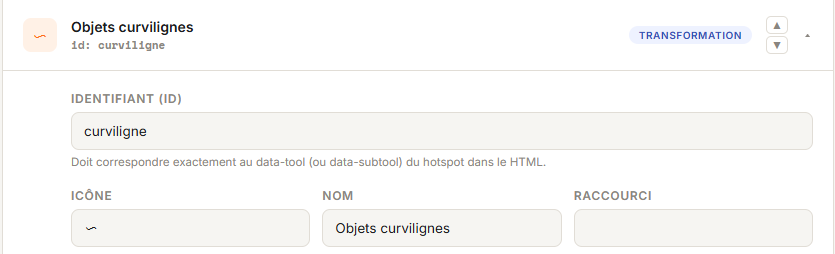 Objets curvilignes
id: curviligne
TRANSFORMATION
IDENTIFIANT (ID)
curviligne
Doit correspondre exactement au data-tool (ou data-subtool) du hotspot dans le HTML.
ICÔNE NOM RACCOURCI
∽ Objets curvilignes